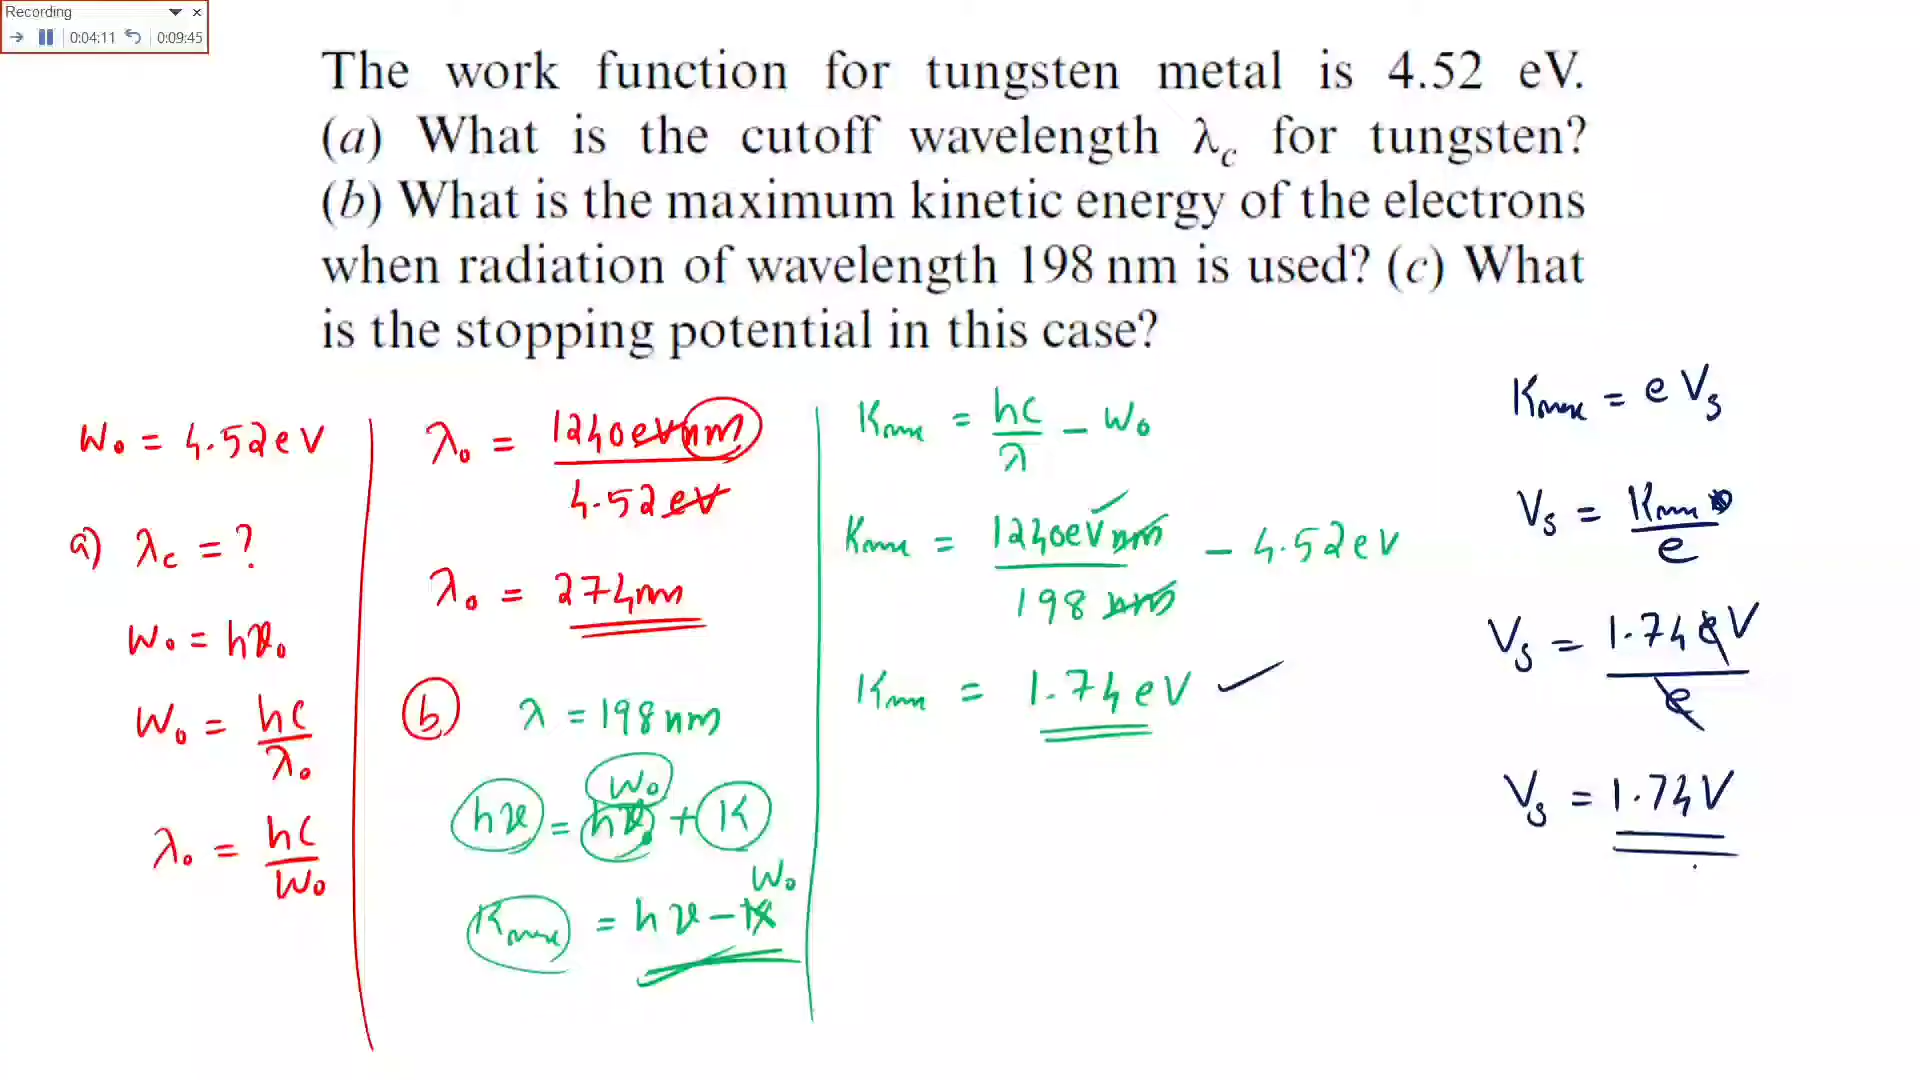 Recording
0:04:11 0:09:45
The work function for tungsten metal is 4.52 eV.
(a) What is the cutoff wavelength λc for tungsten?
(b) What is the maximum kinetic energy of the electrons
when radiation of wavelength 198 nm is used? (c) What
is the stopping potential in this case?
W₀ = 4.52eV
a) λc = ?
W₀ = hν₀
W₀ = hc/λ₀
λ₀ = hc/W₀
λ₀ = 1240eVnm/4.52eV
λ₀ = 274nm
b λ = 198nm
W₀
hν = hν₀ + K
W₀
Kmax = hν –
Kmax = hc/λ – W₀
Kmax = 1240eVnm/198nm – 4.52eV
Kmax = 1.74eV ✓
Kmax = eVs
Vs = Kmax/e
Vs = 1.74eV/e
Vs = 1.74V